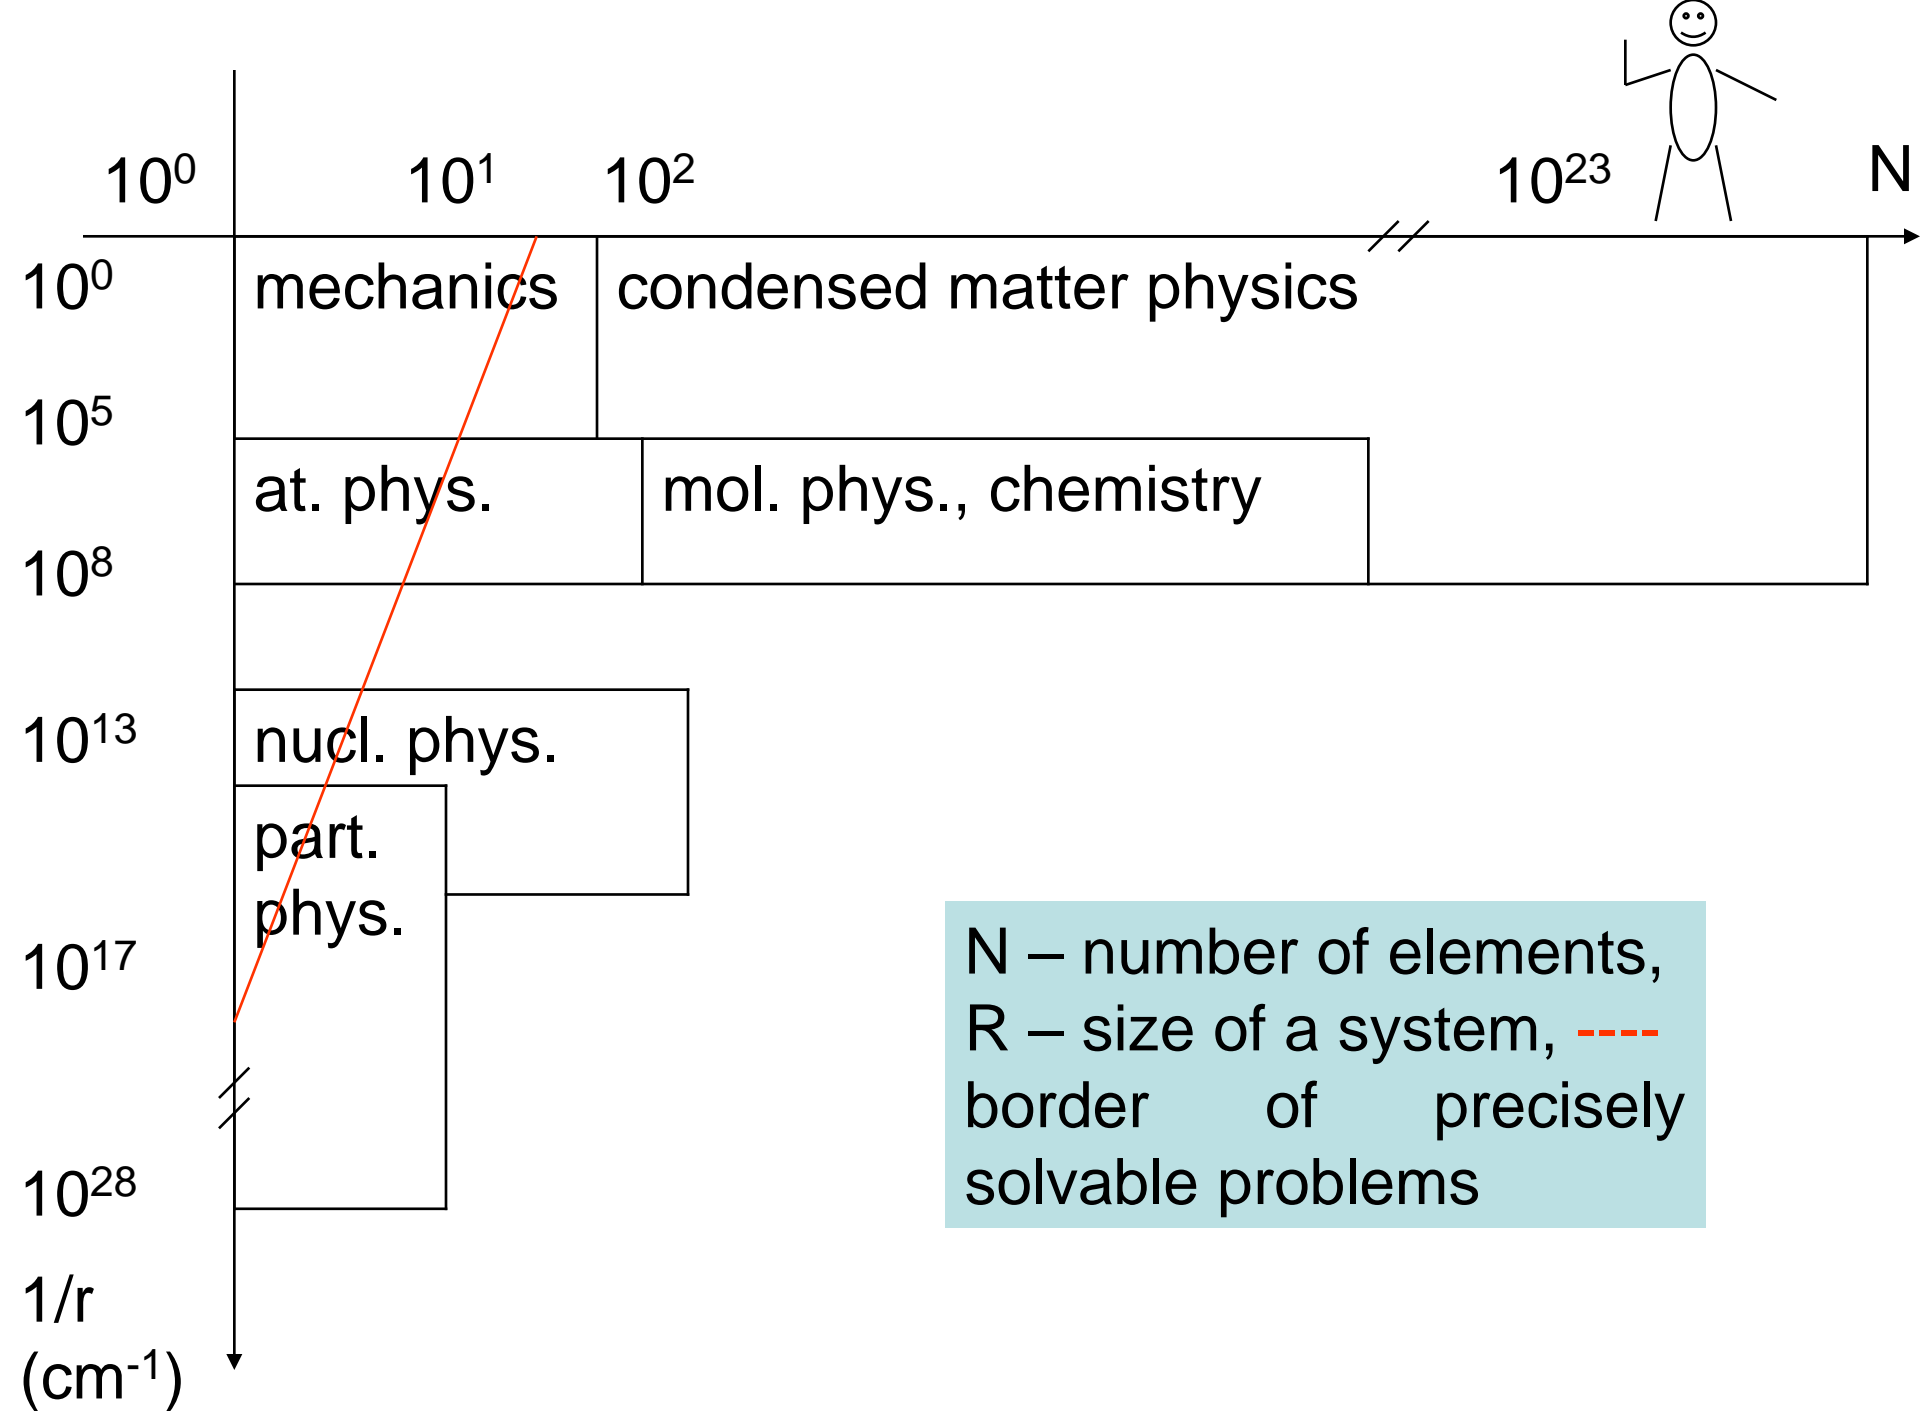 10⁰ 10¹ 10² 10²³ N
10⁰ mechanics condensed matter physics
10⁵
at. phys. mol. phys., chemistry
10⁸
10¹³ nucl. phys.
part.
phys.
10¹⁷
10²⁸
1/r
(cm⁻¹)
N – number of elements,
R – size of a system, ----
border of precisely
solvable problems